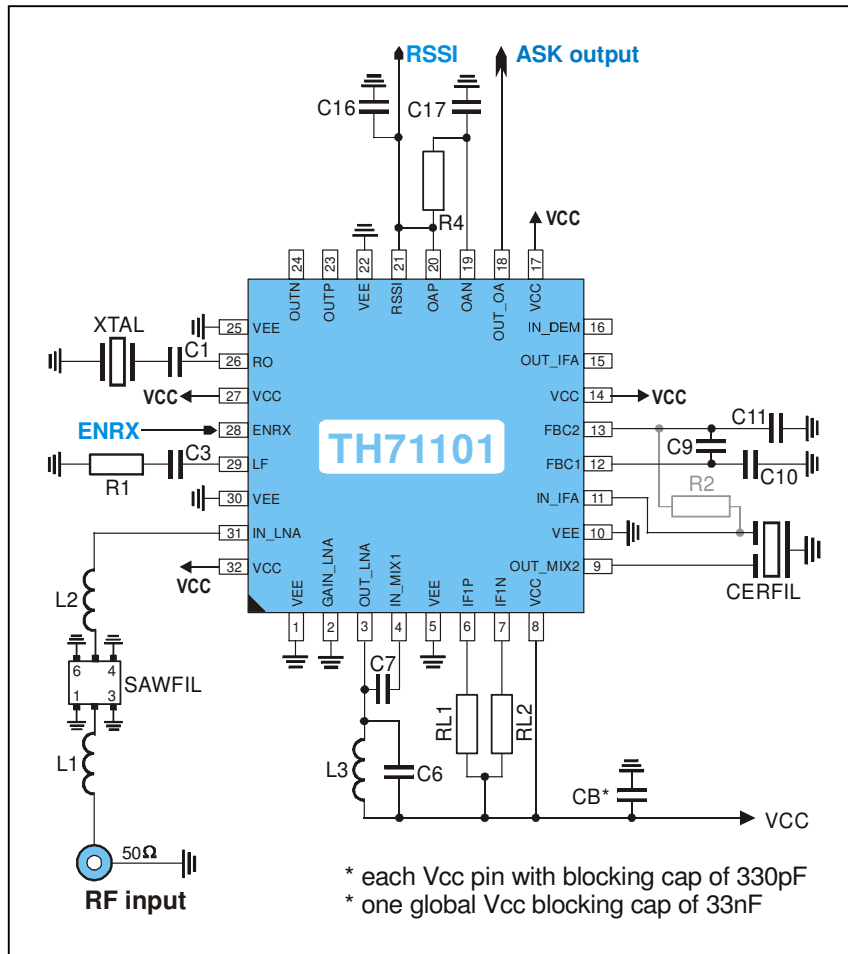 RSSI
ASK output
C16
C17
R4
VCC
24
23
22
21
20
19
18
17
OUTN
OUTP
VEE
RSSI
OAP
OAN
OUT_OA
VCC
XTAL
C1
25 VEE
26 RO
VCC
27 VCC
ENRX
28 ENRX
C3
29 LF
R1
30 VEE
31 IN_LNA
VCC
32 VCC
TH71101
IN_DEM 16
OUT_IFA 15
VCC 14
VCC
FBC2 13
C11
C9
FBC1 12
C10
IN_IFA 11
R2
VEE 10
OUT_MIX2 9
CERFIL
VEE
GAIN_LNA
OUT_LNA
IN_MIX1
VEE
IF1P
IF1N
VCC
1
2
3
4
5
6
7
8
L2
6
4
1
3
SAWFIL
L1
C7
L3
C6
RL1
RL2
CB*
VCC
50Ω
RF input
* each Vcc pin with blocking cap of 330pF
* one global Vcc blocking cap of 33nF